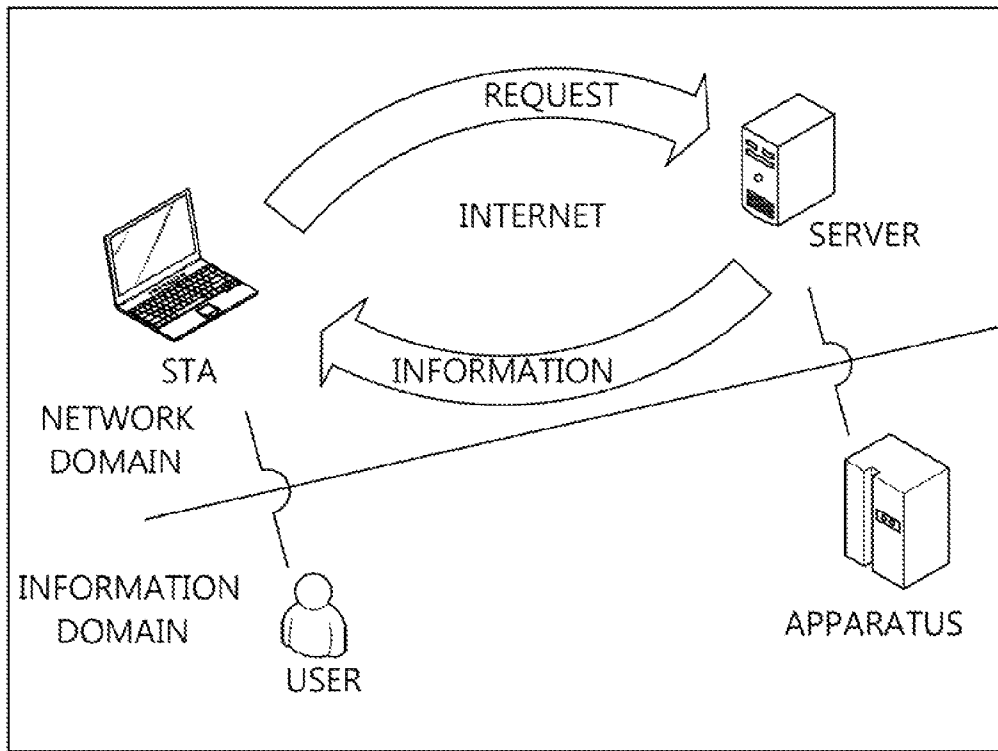 REQUEST
INTERNET
SERVER
STA
INFORMATION
NETWORK
DOMAIN
INFORMATION
DOMAIN
USER
APPARATUS